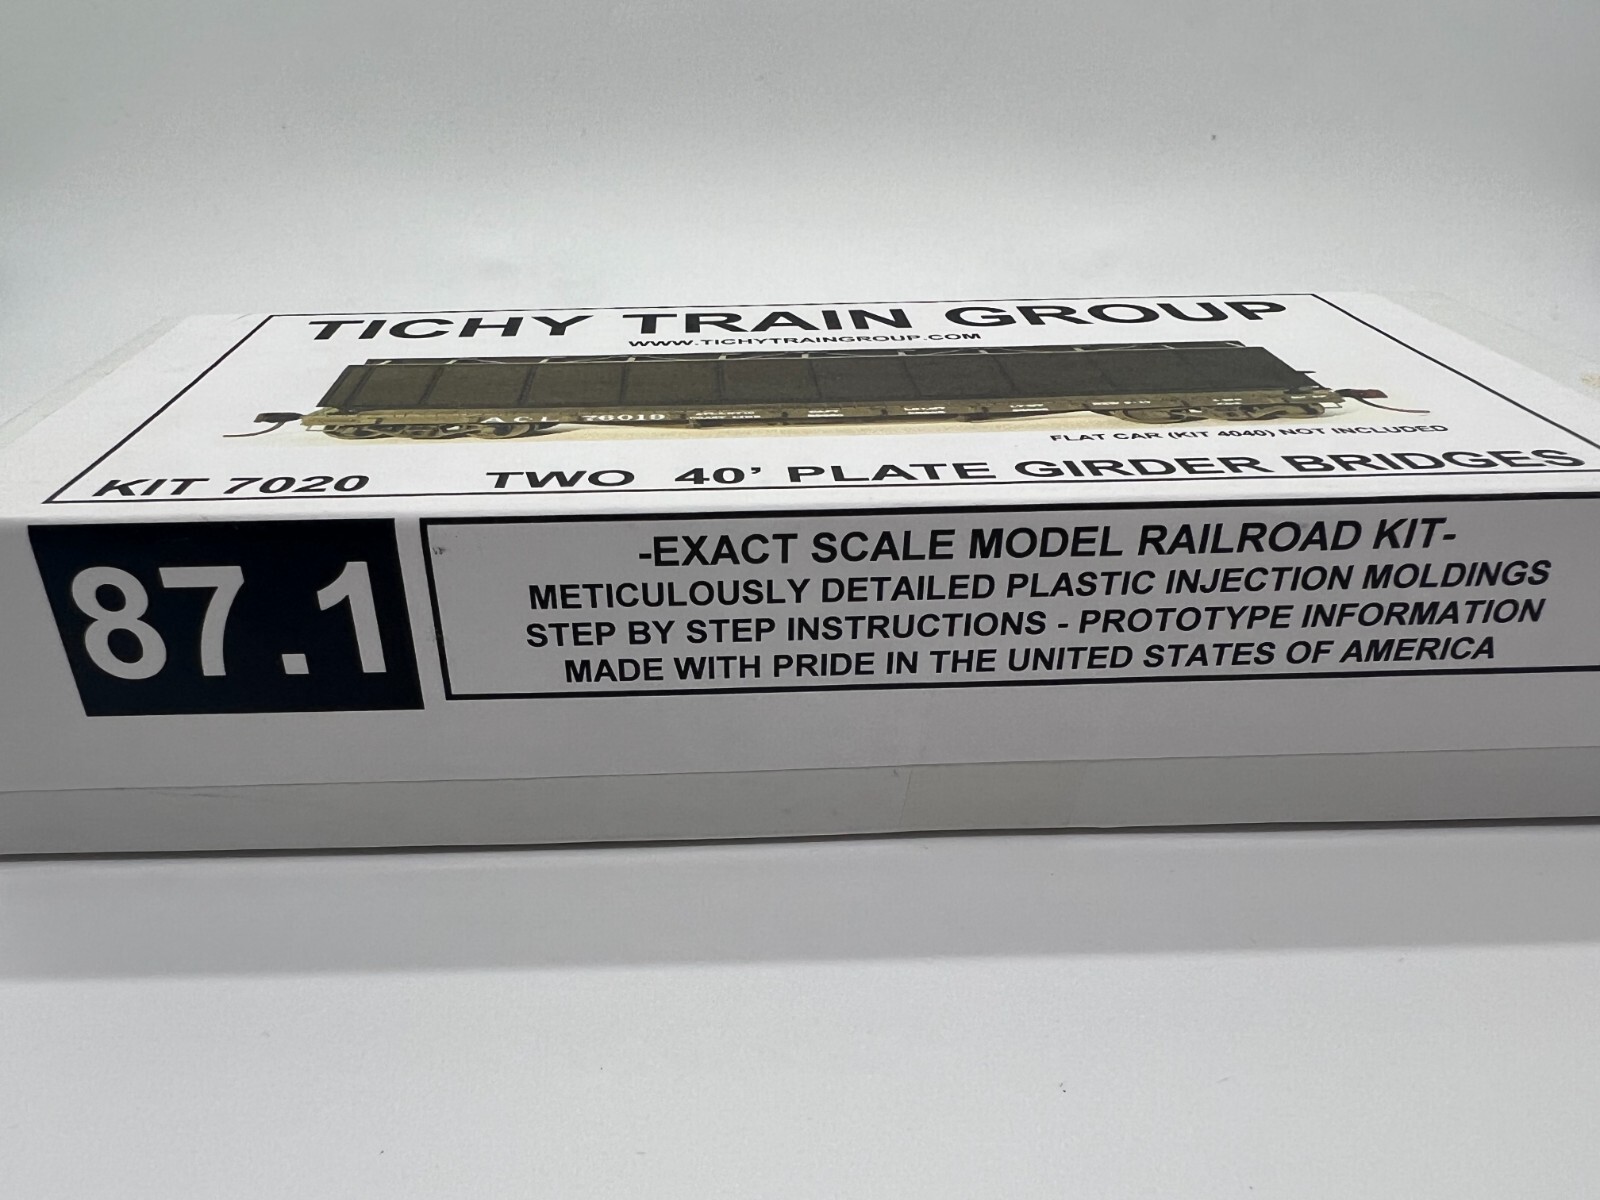 TICHY TRAIN GROUP
WWW.TICHYTRAINGROUP.COM
A C L 76019
FLAT CAR (KIT 4040) NOT INCLUDED
KIT 7020 TWO 40' PLATE GIRDER BRIDGES
87.1
-EXACT SCALE MODEL RAILROAD KIT-
METICULOUSLY DETAILED PLASTIC INJECTION MOLDINGS
STEP BY STEP INSTRUCTIONS - PROTOTYPE INFORMATION
MADE WITH PRIDE IN THE UNITED STATES OF AMERICA